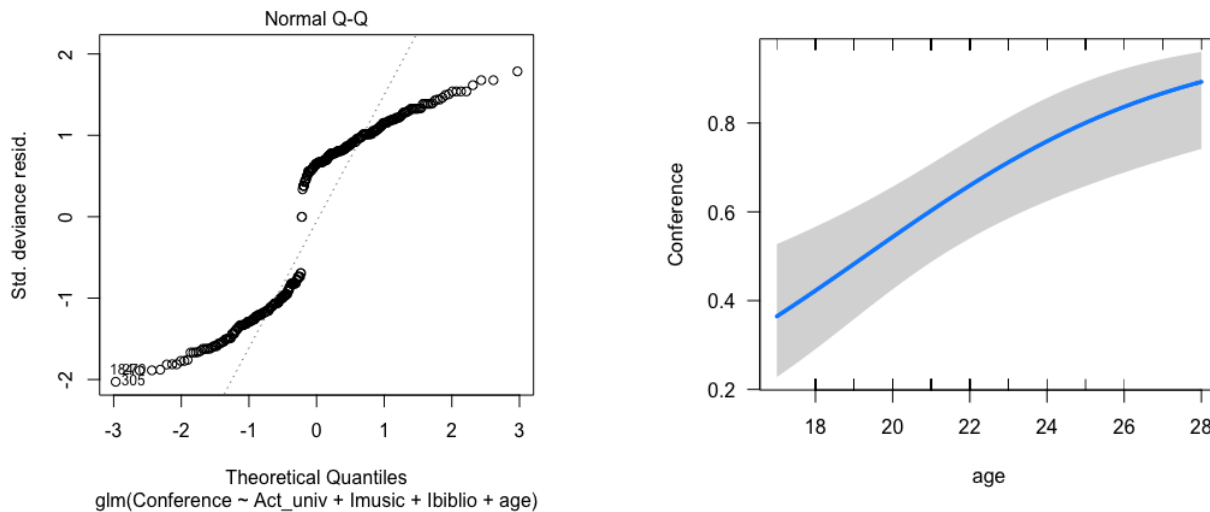 Normal Q-Q
Std. deviance resid.
2
1
0
-1
-2
305
-3 -2 -1 0 1 2 3
Theoretical Quantiles
glm(Conference ~ Act_univ + Imusic + Ibiblio + age)
Conference
0.8
0.6
0.4
0.2
18 20 22 24 26 28
age